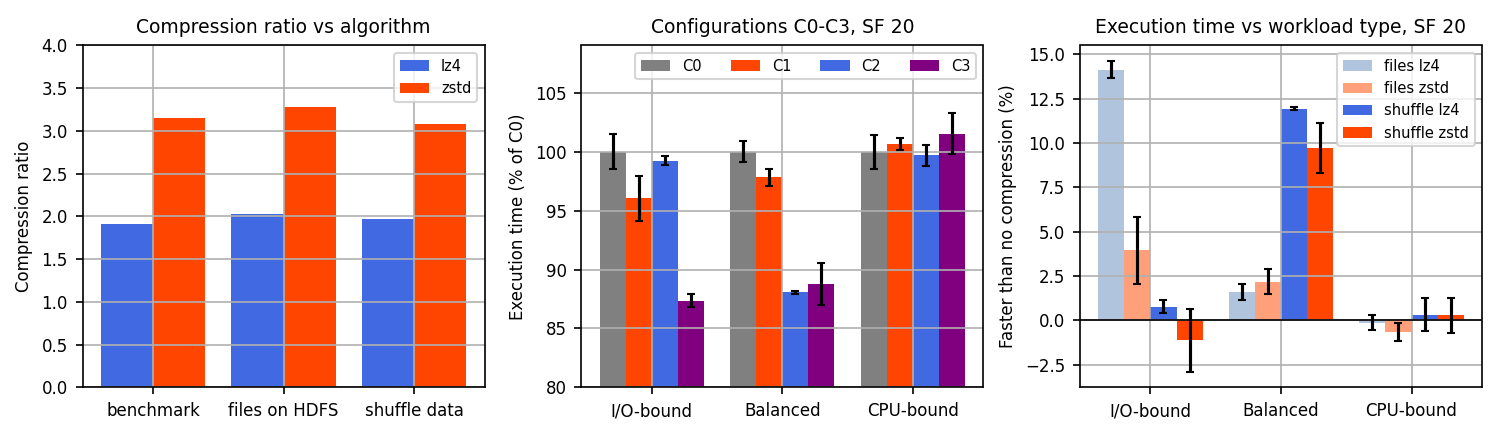 Compression ratio vs algorithm
Compression ratio
4.0
3.5
3.0
2.5
2.0
1.5
1.0
0.5
0.0
lz4
zstd
benchmark
files on HDFS
shuffle data
Configurations C0-C3, SF 20
Execution time (% of C0)
C0
C1
C2
C3
105
100
95
90
85
80
I/O-bound
Balanced
CPU-bound
Execution time vs workload type, SF 20
Faster than no compression (%)
15.0
12.5
10.0
7.5
5.0
2.5
0.0
−2.5
files lz4
files zstd
shuffle lz4
shuffle zstd
I/O-bound
Balanced
CPU-bound